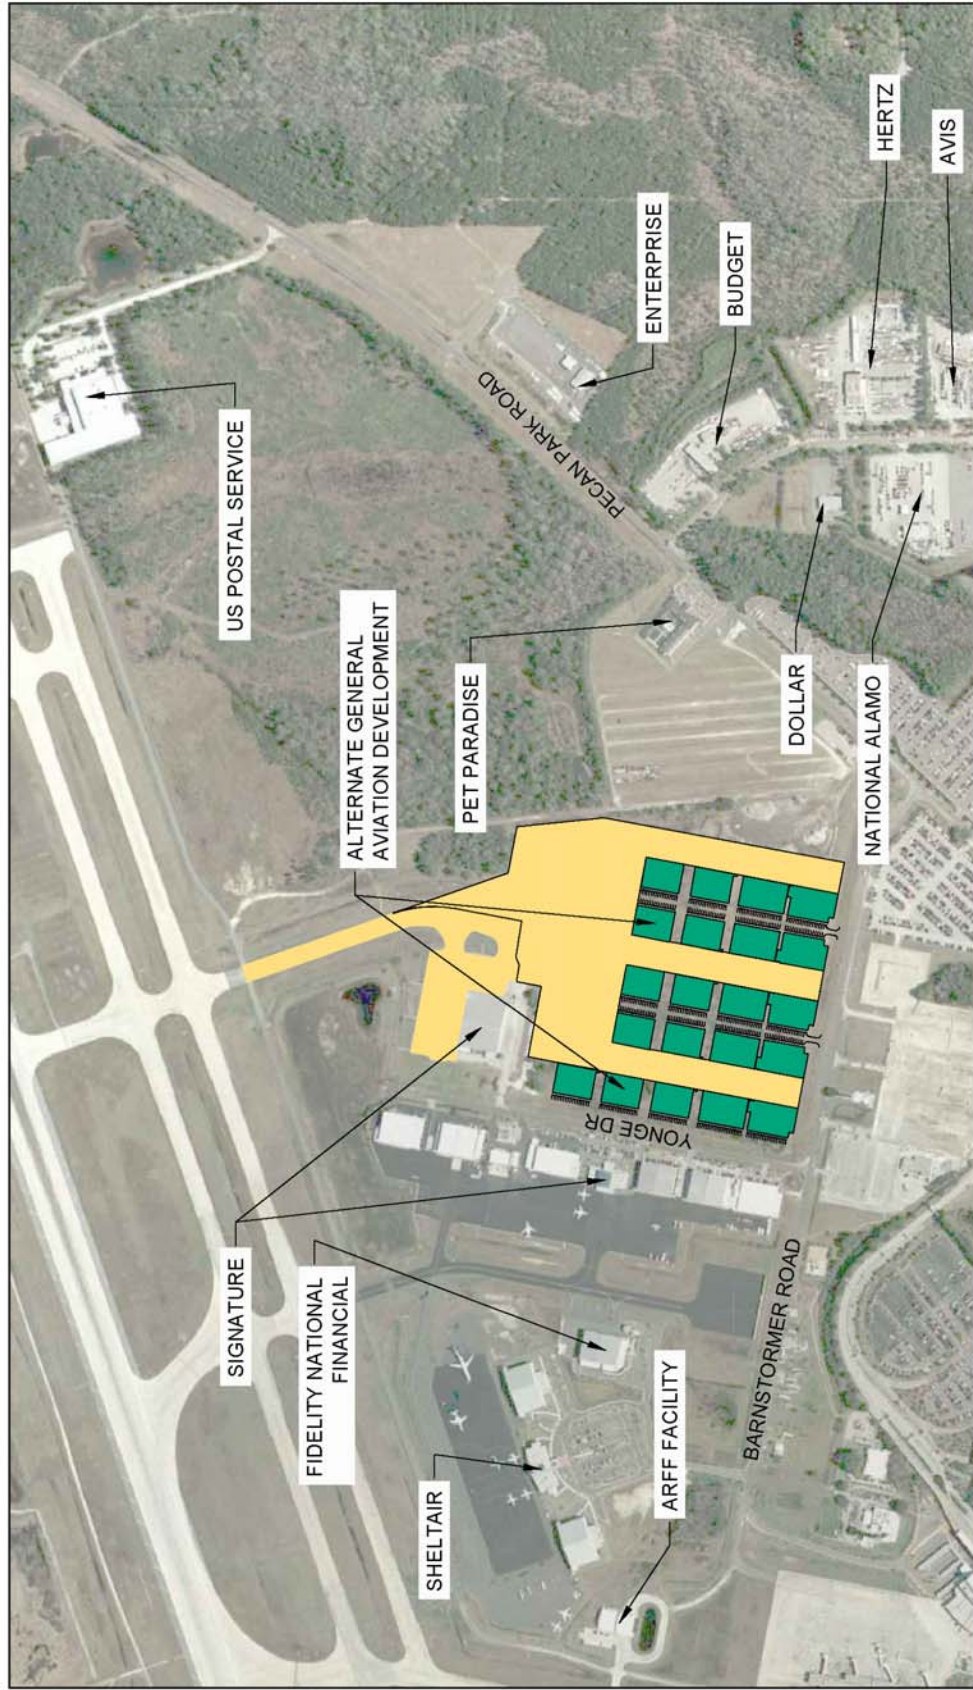 US POSTAL SERVICE
SIGNATURE
ALTERNATE GENERAL
AVIATION DEVELOPMENT
FIDELITY NATIONAL
FINANCIAL
SHELTAIR
PET PARADISE
PECAN PARK ROAD
ENTERPRISE
YONGE DR
ARFF FACILITY
BUDGET
BARNSTORMER ROAD
DOLLAR
NATIONAL ALAMO
HERTZ
AVIS